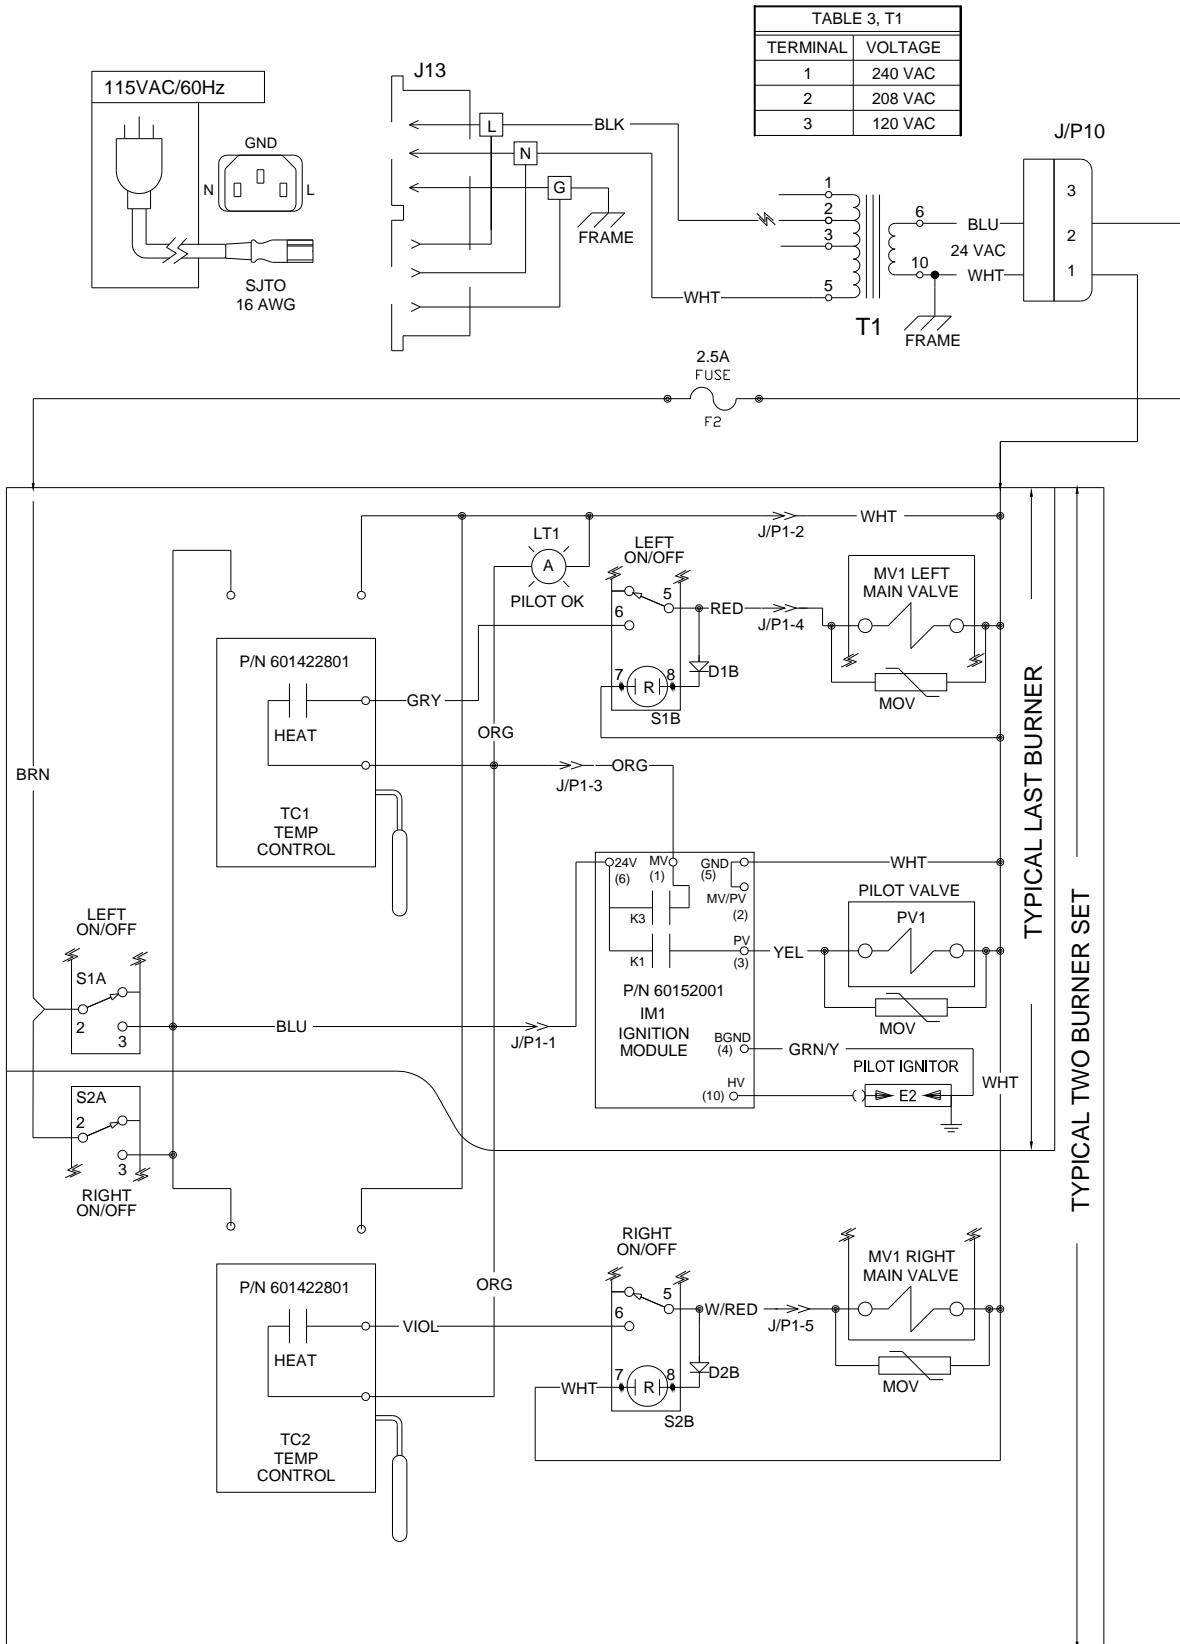 TABLE 3, T1
TERMINAL VOLTAGE
1 240 VAC
2 208 VAC
3 120 VAC
115VAC/60Hz
GND
N
L
SJTO
16 AWG
J13
L
BLK
N
G
FRAME
WHT
1
2
3
5
6
10
T1
BLU
24 VAC
WHT
FRAME
J/P10
3
2
1
2.5A
FUSE
F2
BRN
LT1
A
PILOT OK
J/P1-2
WHT
LEFT
ON/OFF
5
6
7
8
R
S1B
RED
D1B
J/P1-4
MV1 LEFT
MAIN VALVE
MOV
P/N 601422801
HEAT
GRY
TC1
TEMP
CONTROL
ORG
J/P1-3
ORG
TYPICAL LAST BURNER
TYPICAL TWO BURNER SET
24V
(6)
MV
(1)
GND
(5)
MV/PV
(2)
K3
K1
PV
(3)
P/N 60152001
IM1
IGNITION
MODULE
BGND
(4)
HV
(10)
WHT
PILOT VALVE
PV1
YEL
MOV
GRN/Y
PILOT IGNITOR
E2
WHT
LEFT
ON/OFF
S1A
2
3
BLU
J/P1-1
S2A
2
3
RIGHT
ON/OFF
P/N 601422801
HEAT
VIOL
TC2
TEMP
CONTROL
ORG
RIGHT
ON/OFF
5
6
7
8
R
S2B
WHT
W/RED
D2B
J/P1-5
MV1 RIGHT
MAIN VALVE
MOV